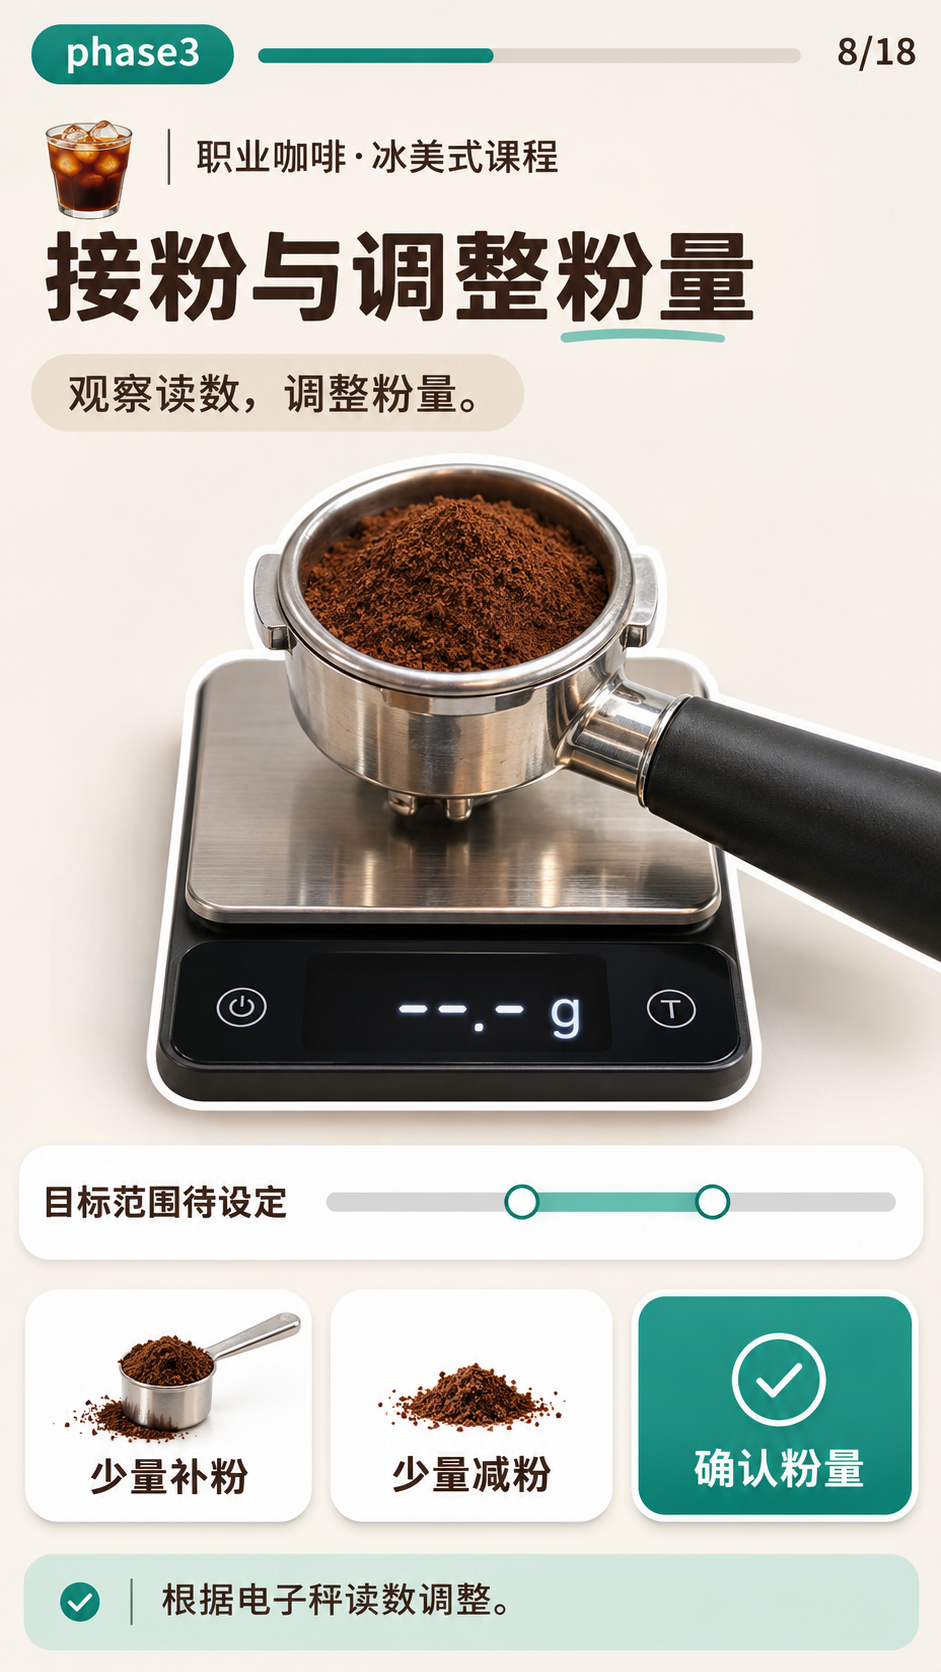 phase3
8/18
职业咖啡·冰美式课程
接粉与调整粉量
观察读数，调整粉量。
--.- g
T
目标范围待设定
少量补粉
少量减粉
确认粉量
根据电子秤读数调整。